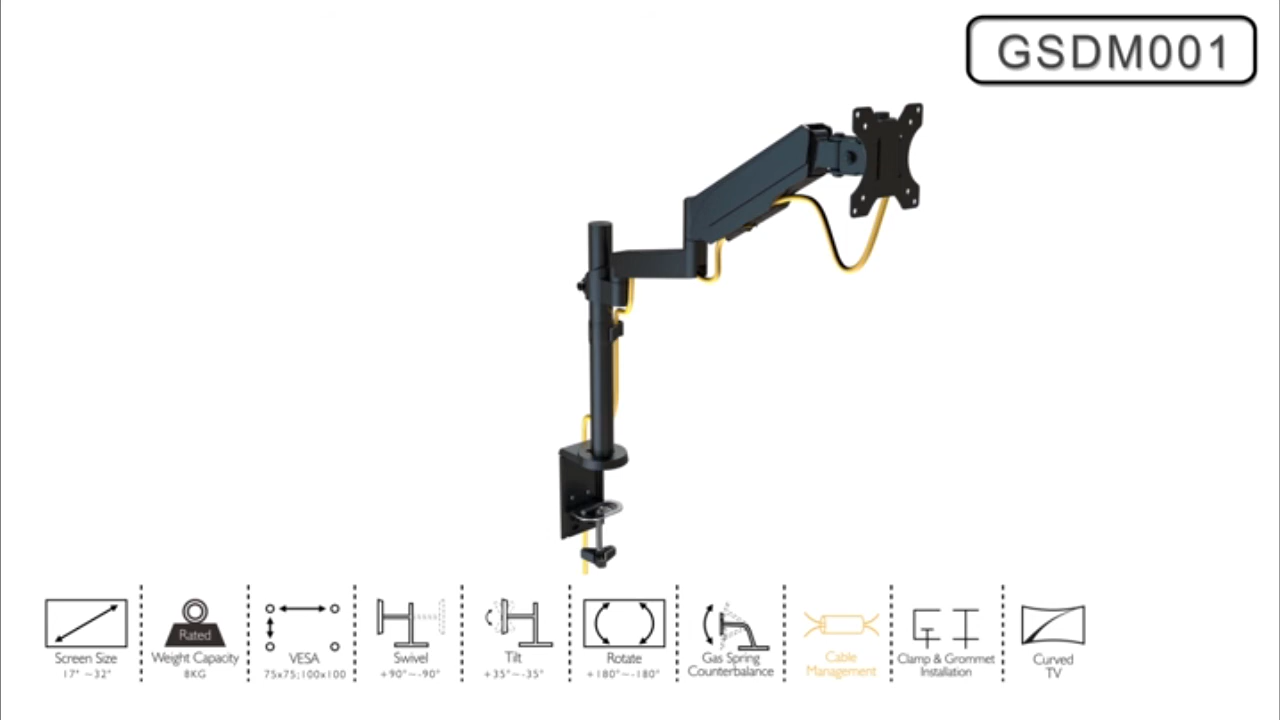 GSDM001
Rated
Screen Size
17" ~32"
Weight Capacity
8KG
VESA
75x75;100x100
Swivel
+90°~-90°
Tilt
+35°~-35°
Rotate
+180°~-180°
Gas Spring
Counterbalance
Cable
Management
Clamp & Grommet
Installation
Curved
TV